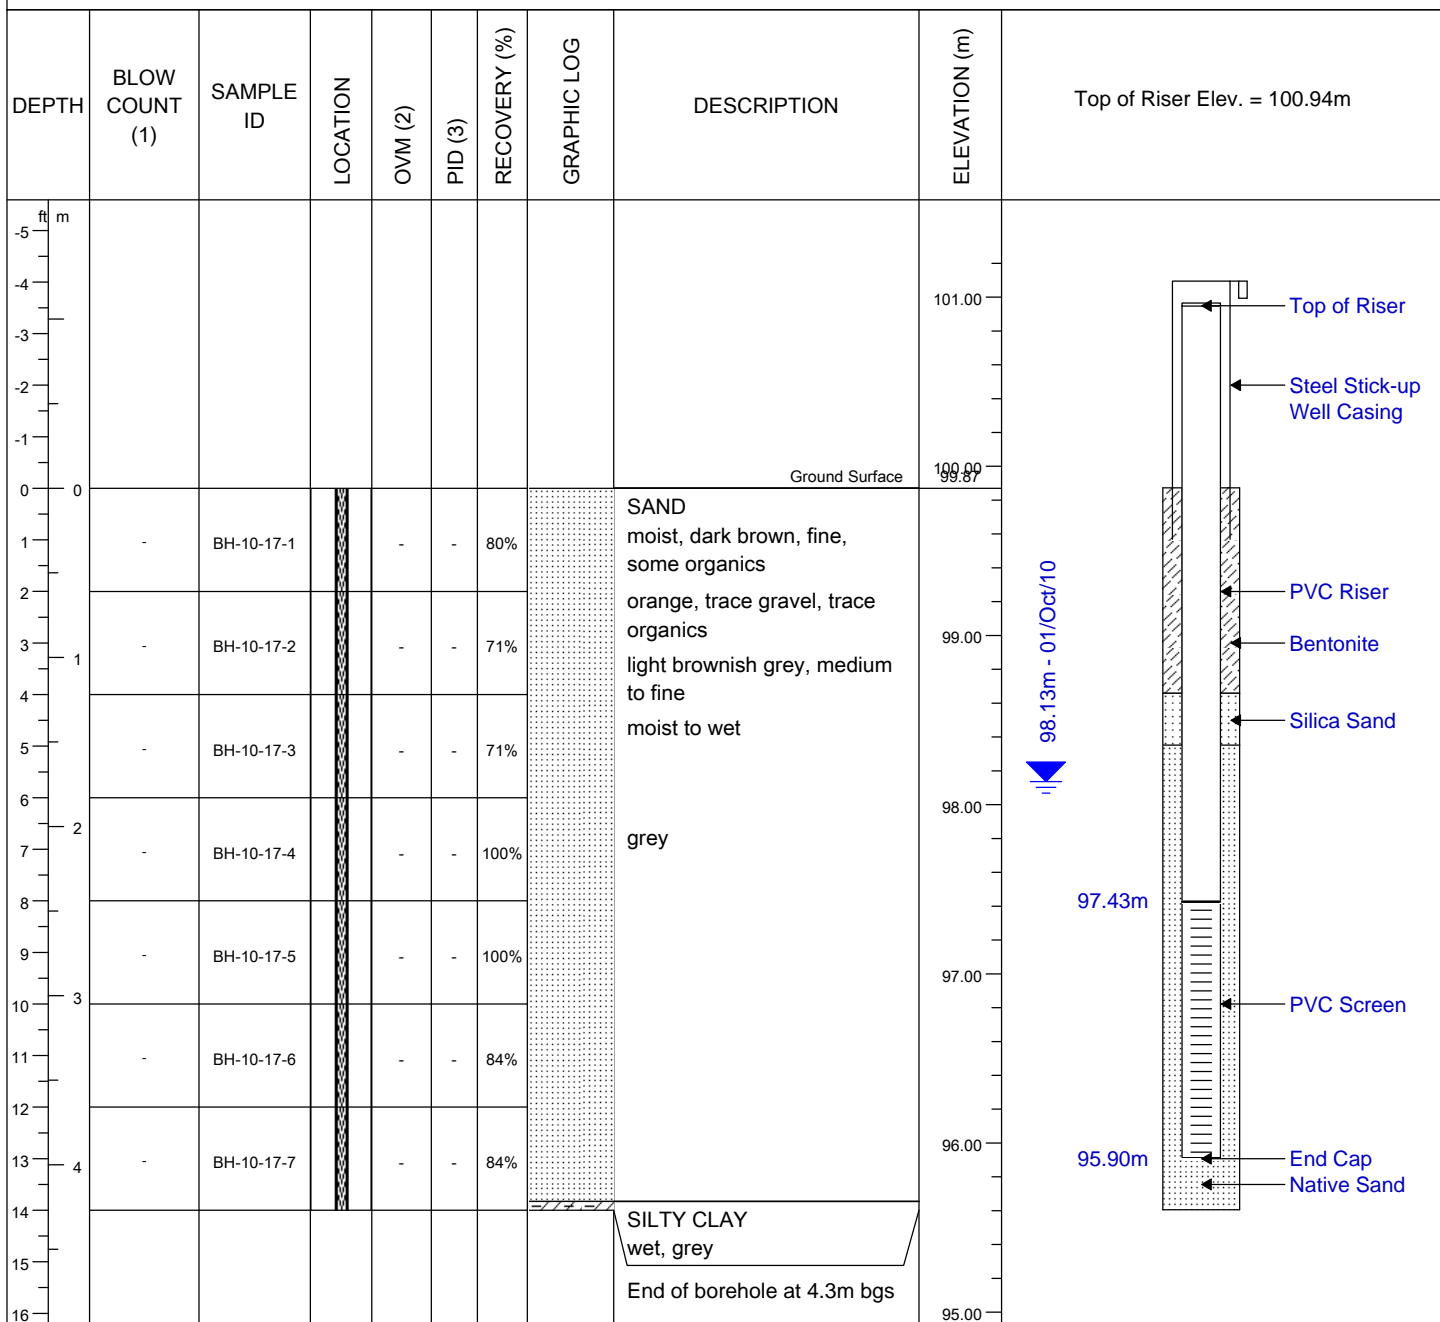 DEPTH
BLOW
COUNT
(1)
SAMPLE
ID
LOCATION
OVM (2)
PID (3)
RECOVERY (%)
GRAPHIC LOG
DESCRIPTION
ELEVATION (m)
Top of Riser Elev. = 100.94m
ft m
-5
-4
-3
-2
-1
0 0
1
2
3
1
4
5
6
2
7
8
9
3
10
11
12
13
4
14
15
16
- BH-10-17-1 - - 80%
- BH-10-17-2 - - 71%
- BH-10-17-3 - - 71%
- BH-10-17-4 - - 100%
- BH-10-17-5 - - 100%
- BH-10-17-6 - - 84%
- BH-10-17-7 - - 84%
Ground Surface
SAND
moist, dark brown, fine,
some organics
orange, trace gravel, trace
organics
light brownish grey, medium
to fine
moist to wet
grey
SILTY CLAY
wet, grey
End of borehole at 4.3m bgs
101.00
100.00
99.87
99.00
98.00
97.00
96.00
95.00
98.13m - 01/Oct/10
97.43m
95.90m
Top of Riser
Steel Stick-up
Well Casing
PVC Riser
Bentonite
Silica Sand
PVC Screen
End Cap
Native Sand